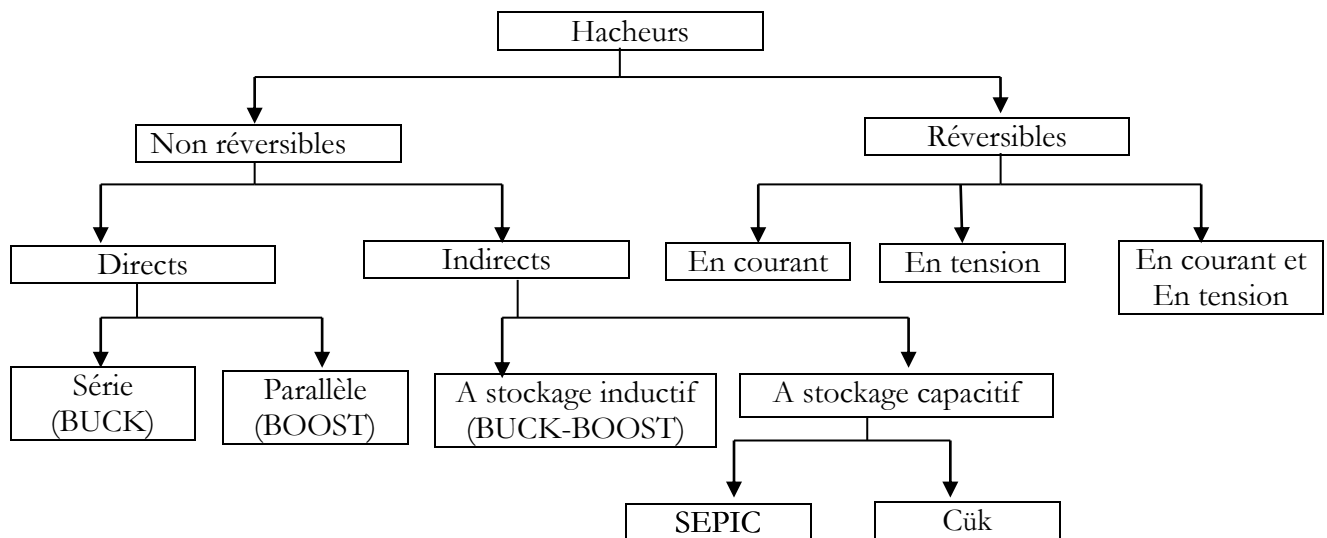 Hacheurs
Non réversibles
Réversibles
Directs
Indirects
En courant
En tension
En courant et
En tension
Série
(BUCK)
Parallèle
(BOOST)
A stockage inductif
(BUCK-BOOST)
A stockage capacitif
SEPIC
Cük